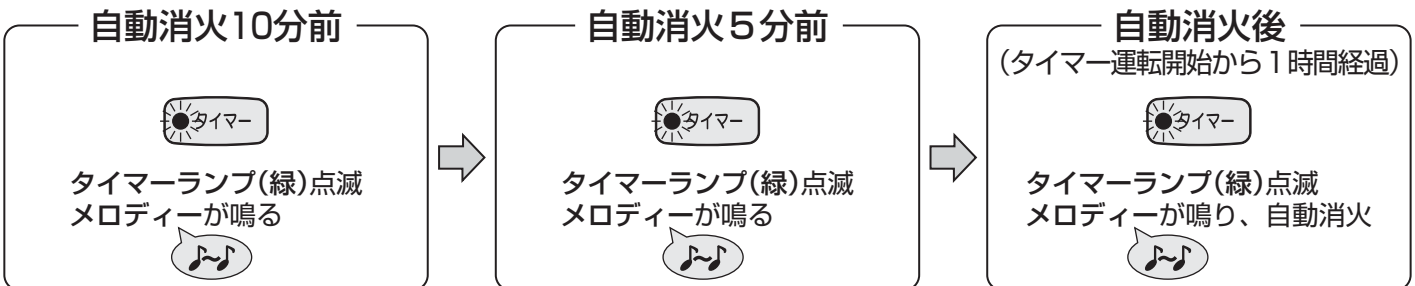 自動消火10分前
タイマー
タイマーランプ(緑)点滅
メロディーが鳴る
自動消火5分前
タイマー
タイマーランプ(緑)点滅
メロディーが鳴る
自動消火後
(タイマー運転開始から1時間経過)
タイマー
タイマーランプ(緑)点滅
メロディーが鳴り、自動消火